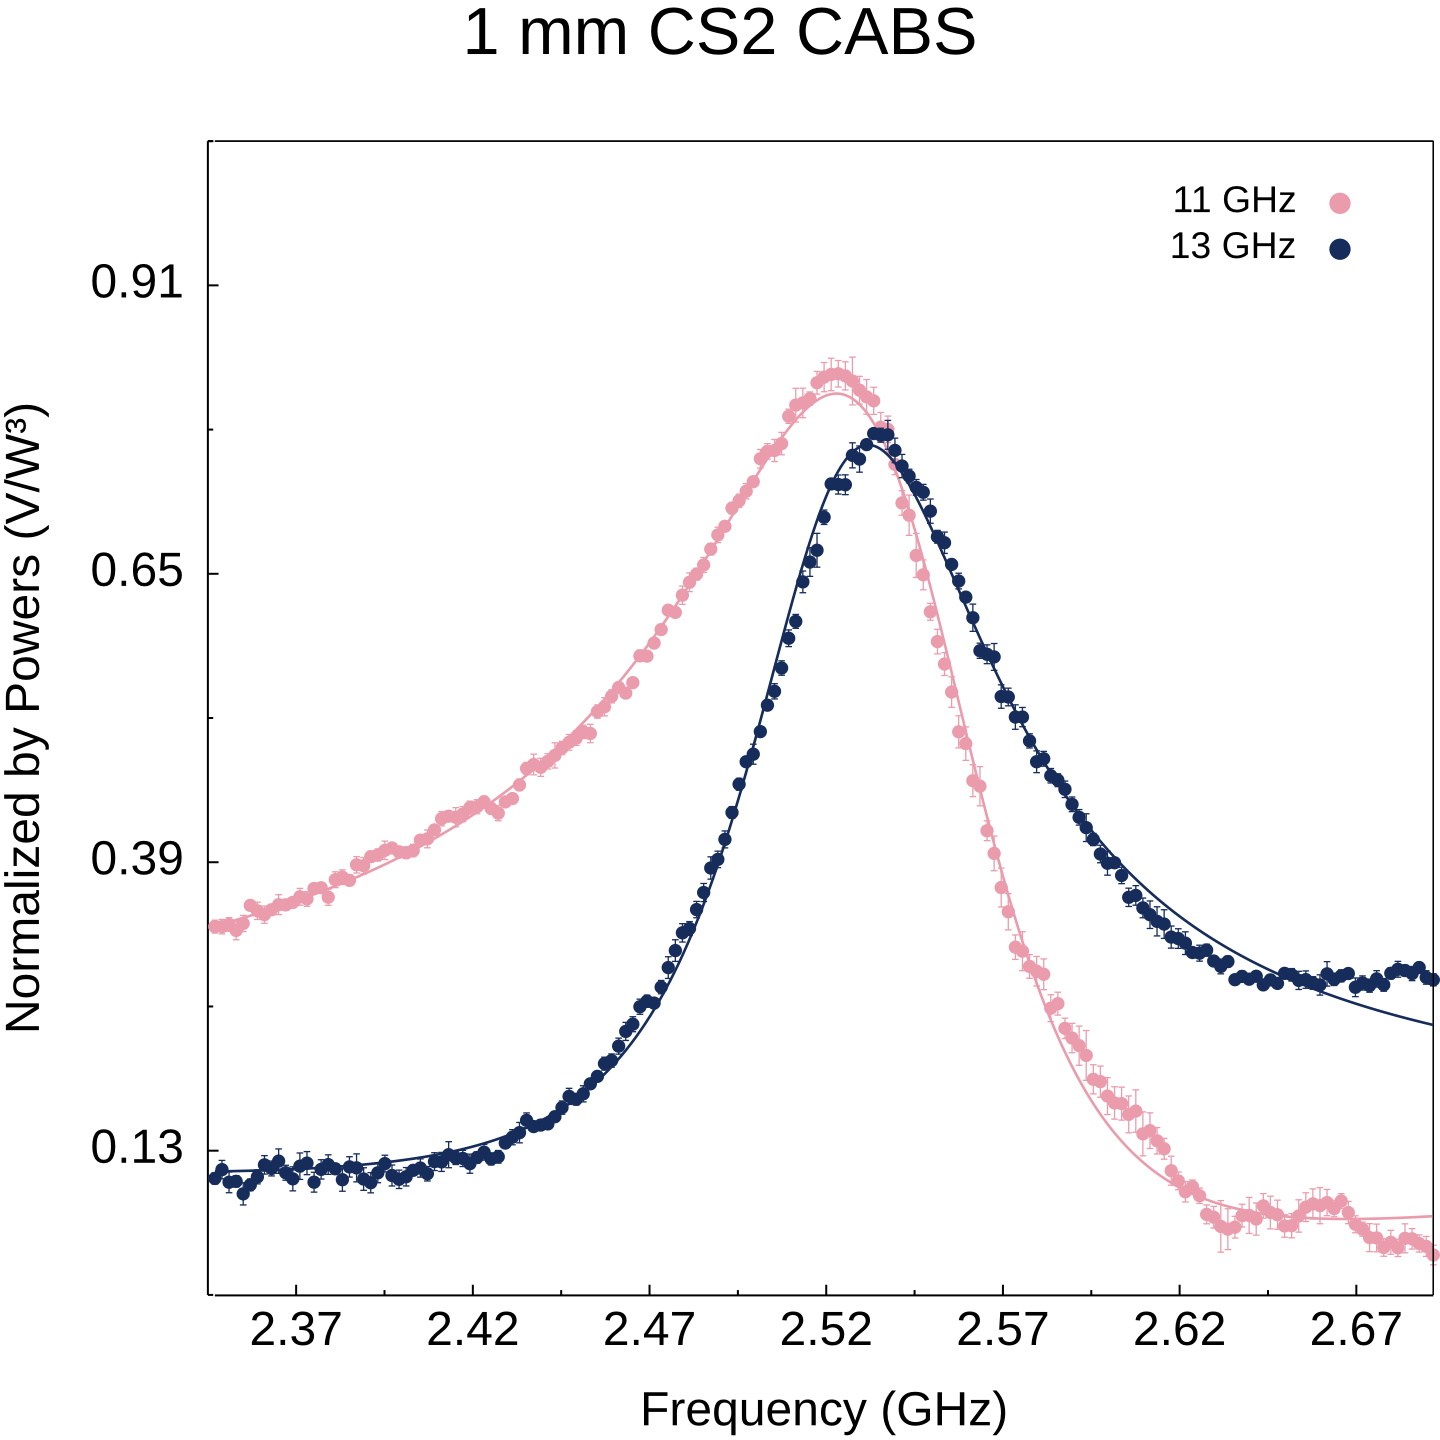 1 mm CS2 CABS
11 GHz
13 GHz
0.91
0.65
0.39
0.13
Normalized by Powers (V/W³)
2.37 2.42 2.47 2.52 2.57 2.62 2.67
Frequency (GHz)